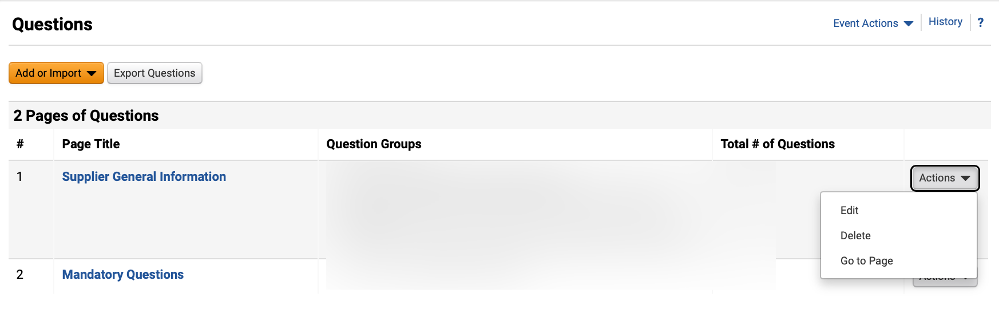 Questions
Event Actions
History
?
Add or Import
Export Questions
2 Pages of Questions
# Page Title Question Groups Total # of Questions
1 Supplier General Information
Actions
Edit
Delete
Go to Page
2 Mandatory Questions
Actions